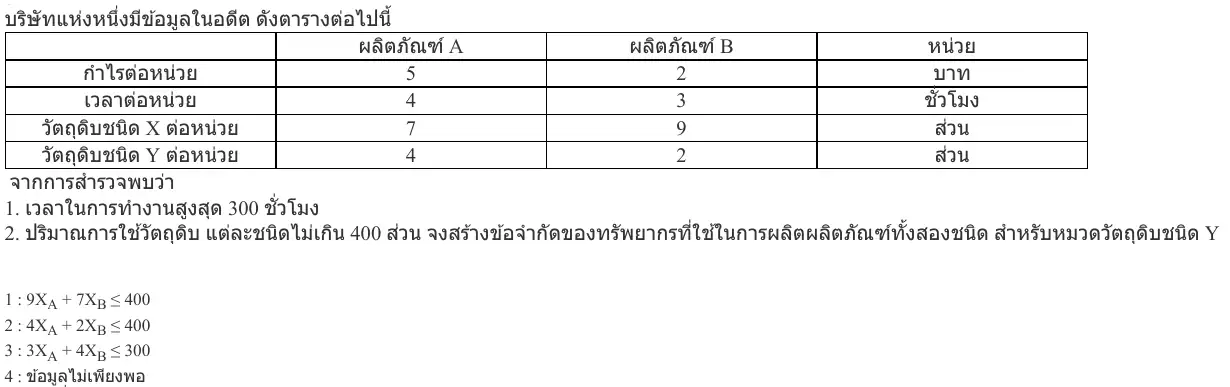 บริษัทแห่งหนึ่งมีข้อมูลในอดีต ดังตารางต่อไปนี้
ผลิตภัณฑ์ A ผลิตภัณฑ์ B หน่วย
กำไรต่อหน่วย 5 2 บาท
เวลาต่อหน่วย 4 3 ชั่วโมง
วัตถุดิบชนิด X ต่อหน่วย 7 9 ส่วน
วัตถุดิบชนิด Y ต่อหน่วย 4 2 ส่วน
จากการสำรวจพบว่า
1. เวลาในการทำงานสูงสุด 300 ชั่วโมง
2. ปริมาณการใช้วัตถุดิบ แต่ละชนิดไม่เกิน 400 ส่วน จงสร้างข้อจำกัดของทรัพยากรที่ใช้ในการผลิตผลิตภัณฑ์ทั้งสองชนิด สำหรับหมวดวัตถุดิบชนิด Y
1 : 9XA + 7XB ≤ 400
2 : 4XA + 2XB ≤ 400
3 : 3XA + 4XB ≤ 300
4 : ข้อมูลไม่เพียงพอ